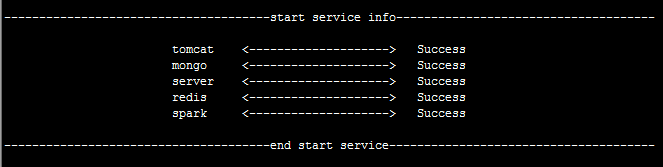 --------------------------------------start service info-------------------------------------
tomcat <--------------------> Success
mongo <--------------------> Success
server <--------------------> Success
redis <--------------------> Success
spark <--------------------> Success
--------------------------------------end start service--------------------------------------